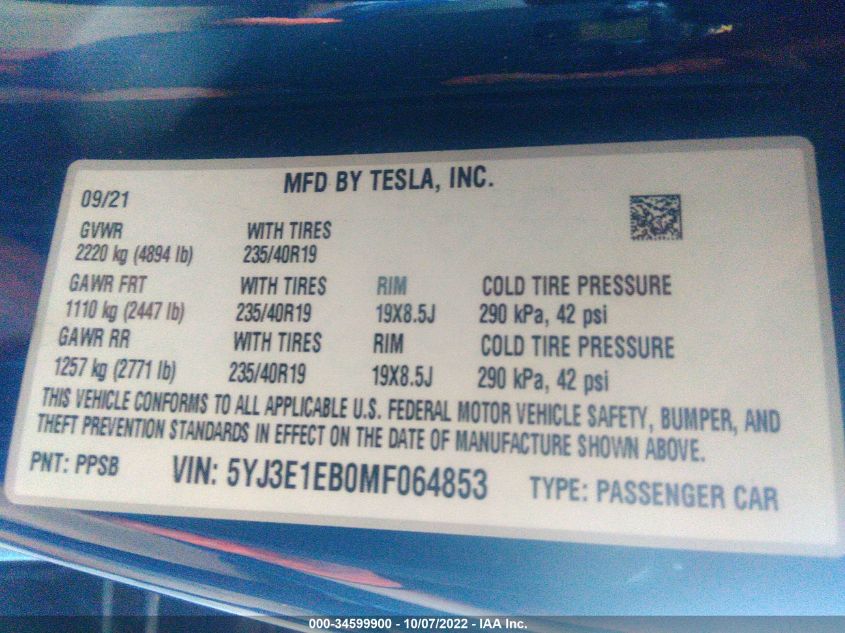 MFD BY TESLA, INC.
09/21
GVWR WITH TIRES
2220 kg (4894 lb) 235/40R19
GAWR FRT WITH TIRES RIM COLD TIRE PRESSURE
1110 kg (2447 lb) 235/40R19 19X8.5J 290 kPa, 42 psi
GAWR RR WITH TIRES RIM COLD TIRE PRESSURE
1257 kg (2771 lb) 235/40R19 19X8.5J 290 kPa, 42 psi
THIS VEHICLE CONFORMS TO ALL APPLICABLE U.S. FEDERAL MOTOR VEHICLE SAFETY, BUMPER, AND
THEFT PREVENTION STANDARDS IN EFFECT ON THE DATE OF MANUFACTURE SHOWN ABOVE.
PNT: PPSB VIN: 5YJ3E1EB0MF064853 TYPE: PASSENGER CAR
000-34599900 - 10/07/2022 - IAA Inc.